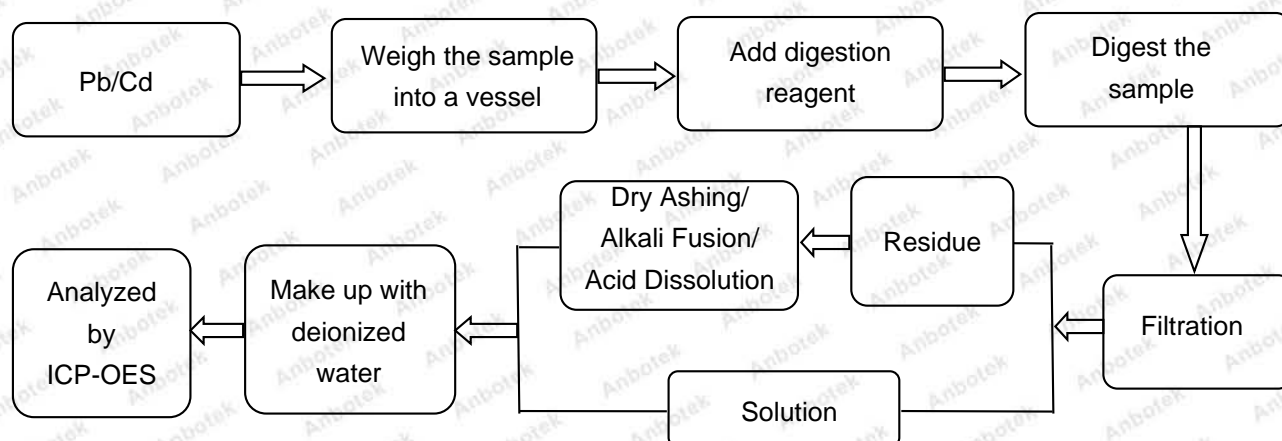 Pb/Cd
Weigh the sample
into a vessel
Add digestion
reagent
Digest the
sample
Filtration
Residue
Dry Ashing/
Alkali Fusion/
Acid Dissolution
Solution
Make up with
deionized
water
Analyzed
by
ICP-OES
Anbotek